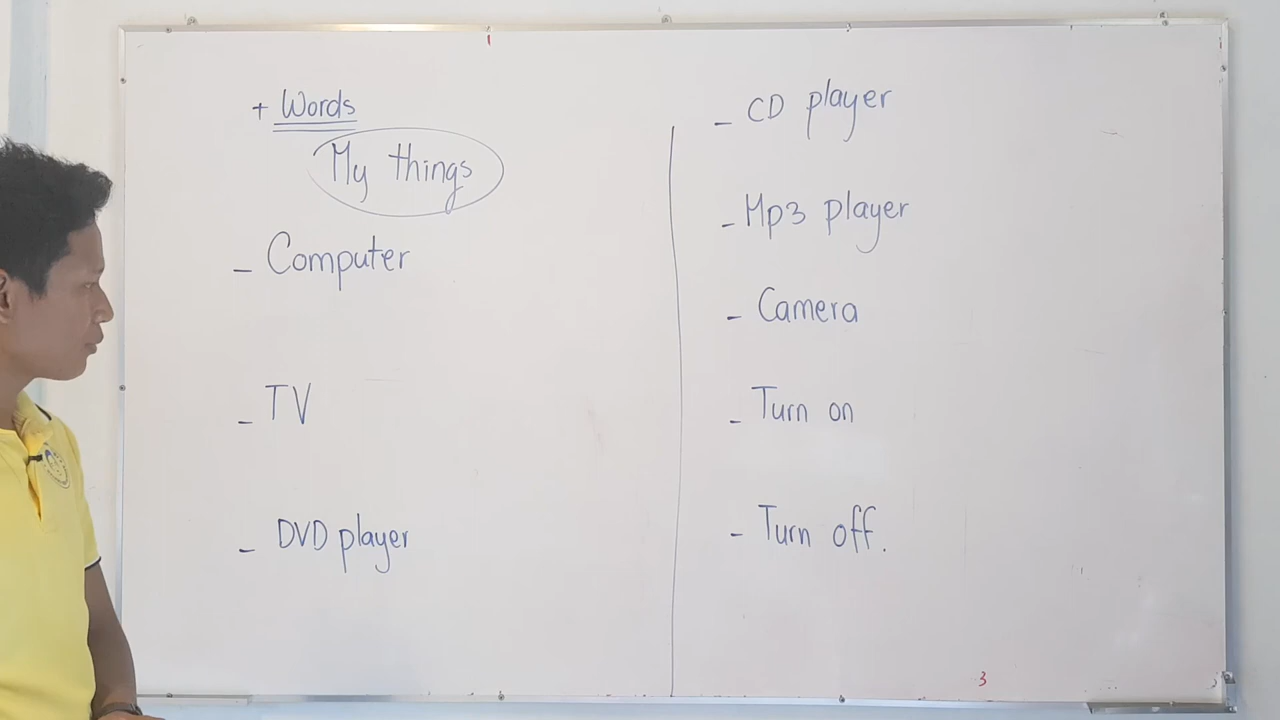 + Words
My things
- Computer
- TV
- DVD player
- CD player
- Mp3 player
- Camera
- Turn on
- Turn off.
3